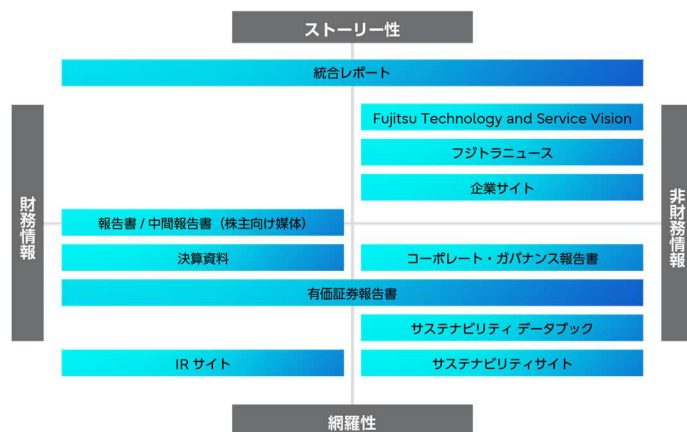 ストーリー性
統合レポート
Fujitsu Technology and Service Vision
フジトラニュース
企業サイト
財務情報
非財務情報
報告書 / 中間報告書（株主向け媒体）
決算資料
コーポレート・ガバナンス報告書
有価証券報告書
サステナビリティ データブック
IR サイト
サステナビリティサイト
網羅性